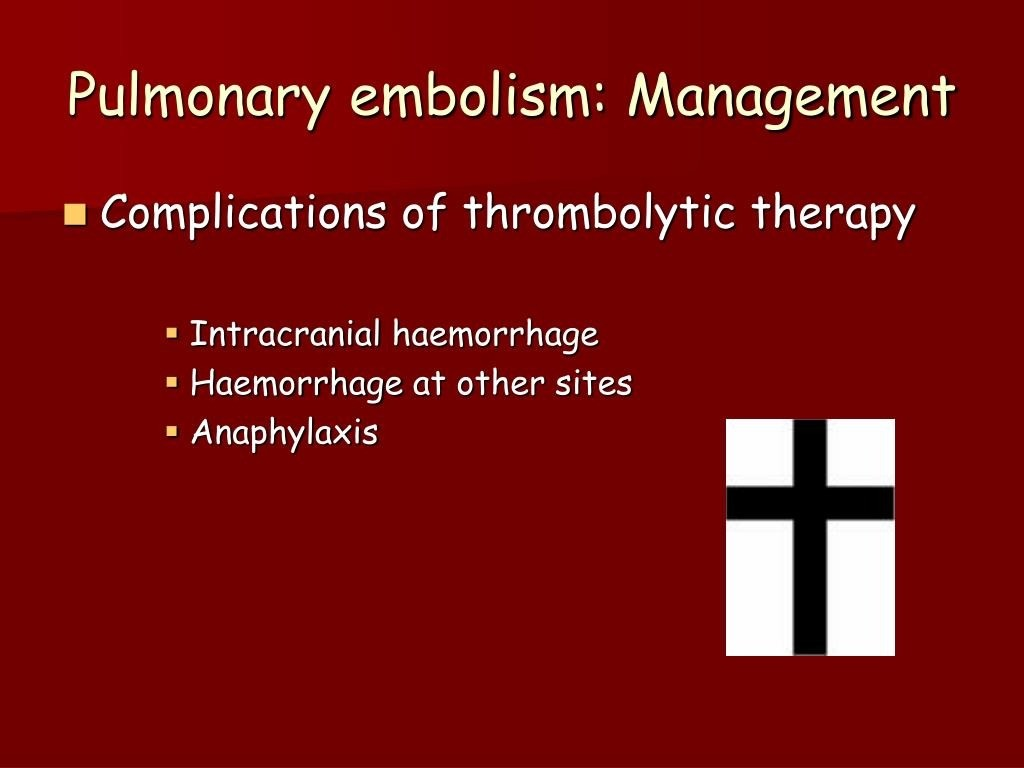 Pulmonary embolism: Management
Complications of thrombolytic therapy
Intracranial haemorrhage
Haemorrhage at other sites
Anaphylaxis